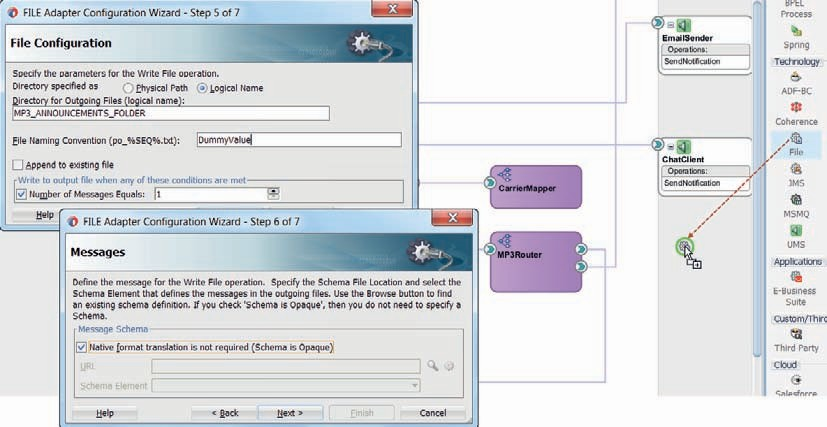 FILE Adapter Configuration Wizard - Step 5 of 7
File Configuration
Specify the parameters for the Write File operation.
Directory specified as Physical Path Logical Name
Directory for Outgoing Files (logical name):
MP3_ANNOUNCEMENTS_FOLDER
File Naming Convention (po_%SEQ%.txt): DummyValue
Append to existing file
Write to output file when any of these conditions are met
Number of Messages Equals: 1
Help
FILE Adapter Configuration Wizard - Step 6 of 7
Messages
Define the message for the Write File operation. Specify the Schema File Location and select the
Schema Element that defines the messages in the outgoing files. Use the Browse button to find
an existing schema definition. If you check 'Schema is Opaque', then you do not need to specify a
Schema.
Message Schema
Native format translation is not required (Schema is Opaque)
URL
Schema Element
Help < Back Next > Finish Cancel
CarrierMapper
MP3Router
EmailSender
Operations:
SendNotification
ChatClient
Operations:
SendNotification
BPEL
Process
Spring
Technology
ADF-BC
Coherence
File
JMS
MSMQ
UMS
Applications
E-Business
Suite
Custom/Third
Third Party
Cloud
Salesforce